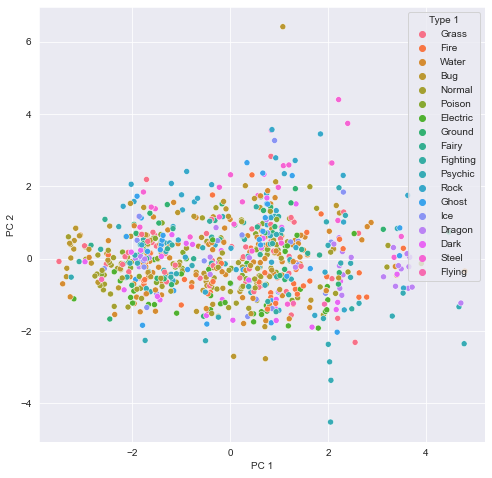 Type 1
Grass
Fire
Water
Bug
Normal
Poison
Electric
Ground
Fairy
Fighting
Psychic
Rock
Ghost
Ice
Dragon
Dark
Steel
Flying
6
4
2
0
−2
−4
PC 2
−2 0 2 4
PC 1